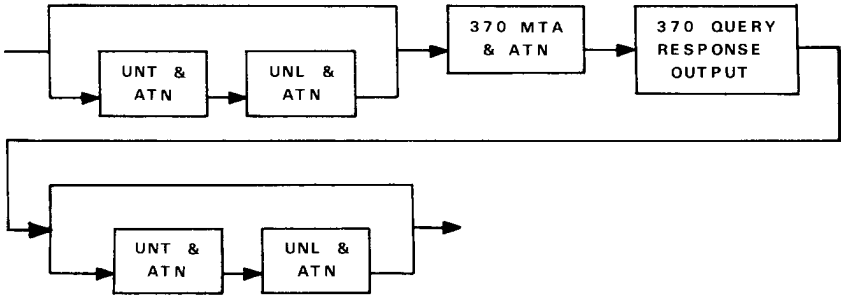 370 MTA
& ATN
370 QUERY
RESPONSE
OUTPUT
UNT &
ATN
UNL &
ATN
UNT &
ATN
UNL &
ATN